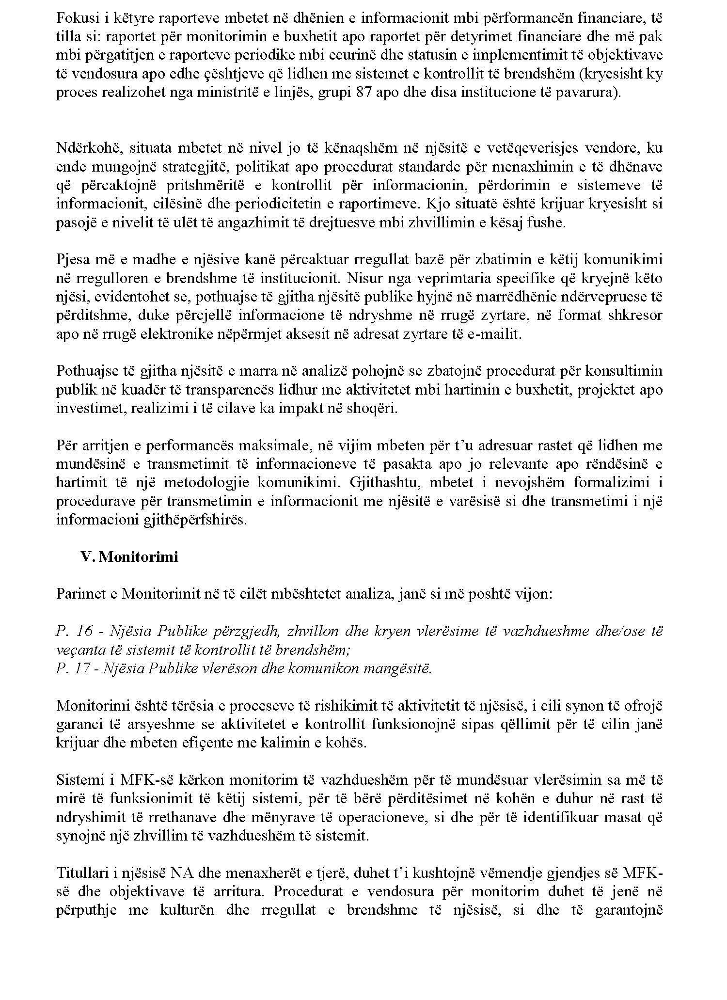 Fokusi i këtyre raporteve mbetet në dhënien e informacionit mbi përformancën financiare, të
tilla si: raportet për monitorimin e buxhetit apo raportet për detyrimet financiare dhe më pak
mbi përgatitjen e raporteve periodike mbi ecurinë dhe statusin e implementimit të objektivave
të vendosura apo edhe çështjeve që lidhen me sistemet e kontrollit të brendshëm (kryesisht ky
proces realizohet nga ministritë e linjës, grupi 87 apo dhe disa institucione të pavarura).
Ndërkohë, situata mbetet në nivel jo të kënaqshëm në njësitë e vetëqeverisjes vendore, ku
ende mungojnë strategjitë, politikat apo procedurat standarde për menaxhimin e të dhënave
që përcaktojnë pritshmëritë e kontrollit për informacionin, përdorimin e sistemeve të
informacionit, cilësinë dhe periodicitetin e raportimeve. Kjo situatë është krijuar kryesisht si
pasojë e nivelit të ulët të angazhimit të drejtuesve mbi zhvillimin e kësaj fushe.
Pjesa më e madhe e njësive kanë përcaktuar rregullat bazë për zbatimin e këtij komunikimi
në rregulloren e brendshme të institucionit. Nisur nga veprimtaria specifike që kryejnë këto
njësi, evidentohet se, pothuajse të gjitha njësitë publike hyjnë në marrëdhënie ndërvepruese të
përditshme, duke përcjellë informacione të ndryshme në rrugë zyrtare, në format shkresor
apo në rrugë elektronike nëpërmjet aksesit në adresat zyrtare të e-mailit.
Pothuajse të gjitha njësitë e marra në analizë pohojnë se zbatojnë procedurat për konsultimin
publik në kuadër të transparencës lidhur me aktivitetet mbi hartimin e buxhetit, projektet apo
investimet, realizimi i të cilave ka impakt në shoqëri.
Për arritjen e performancës maksimale, në vijim mbeten për t’u adresuar rastet që lidhen me
mundësinë e transmetimit të informacioneve të pasakta apo jo relevante apo rëndësinë e
hartimit të një metodologjie komunikimi. Gjithashtu, mbetet i nevojshëm formalizimi i
procedurave për transmetimin e informacionit me njësitë e varësisë si dhe transmetimi i një
informacioni gjithëpërfshirës.
V. Monitorimi
Parimet e Monitorimit në të cilët mbështetet analiza, janë si më poshtë vijon:
P. 16 - Njësia Publike përzgjedh, zhvillon dhe kryen vlerësime të vazhdueshme dhe/ose të
veçanta të sistemit të kontrollit të brendshëm;
P. 17 - Njësia Publike vlerëson dhe komunikon mangësitë.
Monitorimi është tërësia e proceseve të rishikimit të aktivitetit të njësisë, i cili synon të ofrojë
garanci të arsyeshme se aktivitetet e kontrollit funksionojnë sipas qëllimit për të cilin janë
krijuar dhe mbeten efiçente me kalimin e kohës.
Sistemi i MFK-së kërkon monitorim të vazhdueshëm për të mundësuar vlerësimin sa më të
mirë të funksionimit të këtij sistemi, për të bërë përditësimet në kohën e duhur në rast të
ndryshimit të rrethanave dhe mënyrave të operacioneve, si dhe për të identifikuar masat që
synojnë një zhvillim të vazhdueshëm të sistemit.
Titullari i njësisë NA dhe menaxherët e tjerë, duhet t’i kushtojnë vëmendje gjendjes së MFK-
së dhe objektivave të arritura. Procedurat e vendosura për monitorim duhet të jenë në
përputhje me kulturën dhe rregullat e brendshme të njësisë, si dhe të garantojnë